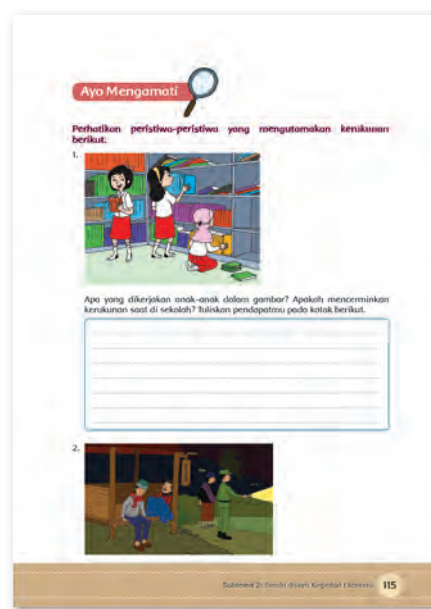 Ayo Mengamati
Perhatikan peristiwa-peristiwa yang mengutamakan kerukunan
berikut.
1.
Apa yang dikerjakan anak-anak dalam gambar? Apakah mencerminkan
kerukunan saat di sekolah? Tuliskan pendapatmu pada kotak berikut.
2.
Subtema 2: dalam Kegiatan Ekonomi 115